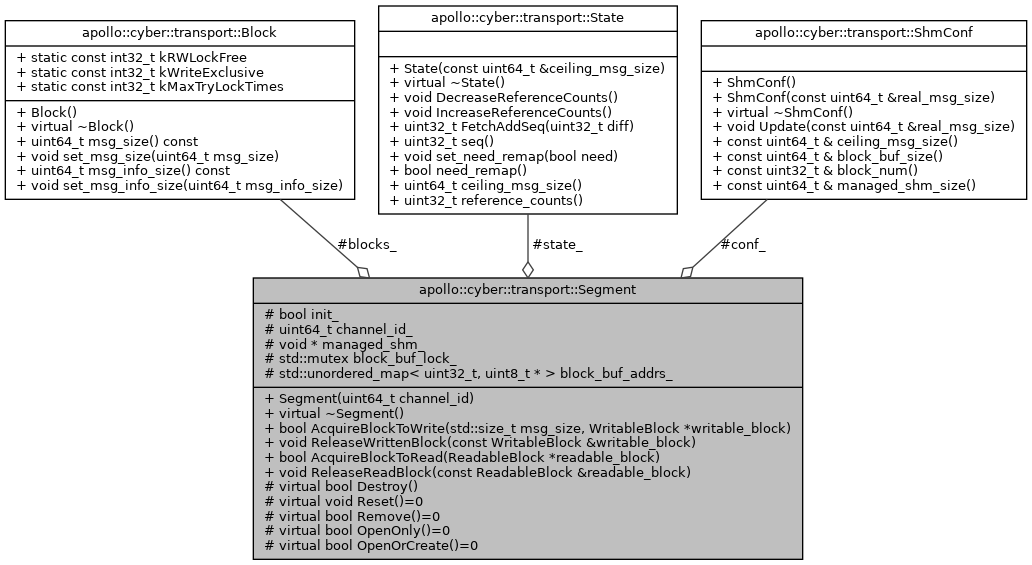 apollo::cyber::transport::Block
+ static const int32_t kRWLockFree
+ static const int32_t kWriteExclusive
+ static const int32_t kMaxTryLockTimes
+ Block()
+ virtual ~Block()
+ uint64_t msg_size() const
+ void set_msg_size(uint64_t msg_size)
+ uint64_t msg_info_size() const
+ void set_msg_info_size(uint64_t msg_info_size)
apollo::cyber::transport::State
+ State(const uint64_t &ceiling_msg_size)
+ virtual ~State()
+ void DecreaseReferenceCounts()
+ void IncreaseReferenceCounts()
+ uint32_t FetchAddSeq(uint32_t diff)
+ uint32_t seq()
+ void set_need_remap(bool need)
+ bool need_remap()
+ uint64_t ceiling_msg_size()
+ uint32_t reference_counts()
apollo::cyber::transport::ShmConf
+ ShmConf()
+ ShmConf(const uint64_t &real_msg_size)
+ virtual ~ShmConf()
+ void Update(const uint64_t &real_msg_size)
+ const uint64_t & ceiling_msg_size()
+ const uint64_t & block_buf_size()
+ const uint32_t & block_num()
+ const uint64_t & managed_shm_size()
#blocks_
#state_
#conf_
apollo::cyber::transport::Segment
# bool init_
# uint64_t channel_id_
# void * managed_shm_
# std::mutex block_buf_lock_
# std::unordered_map< uint32_t, uint8_t * > block_buf_addrs_
+ Segment(uint64_t channel_id)
+ virtual ~Segment()
+ bool AcquireBlockToWrite(std::size_t msg_size, WritableBlock *writable_block)
+ void ReleaseWrittenBlock(const WritableBlock &writable_block)
+ bool AcquireBlockToRead(ReadableBlock *readable_block)
+ void ReleaseReadBlock(const ReadableBlock &readable_block)
# virtual bool Destroy()
# virtual void Reset()=0
# virtual bool Remove()=0
# virtual bool OpenOnly()=0
# virtual bool OpenOrCreate()=0